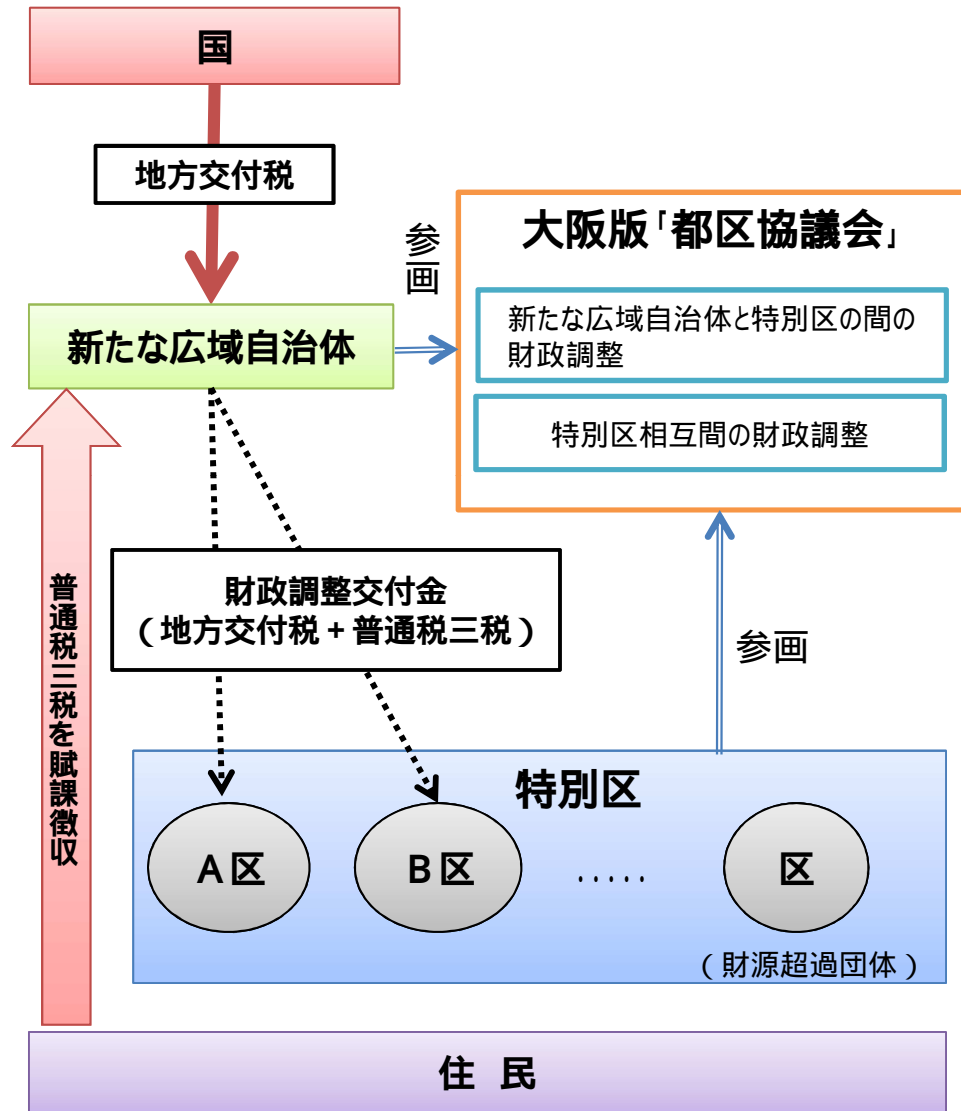 国
地方交付税
大阪版「都区協議会」
参画
新たな広域自治体と特別区の間の
財政調整
新たな広域自治体
特別区相互間の財政調整
普通税三税を賦課徴収
財政調整交付金
(地方交付税+普通税三税)
参画
特別区
A区
B区
.....
区
(財源超過団体)
住 民